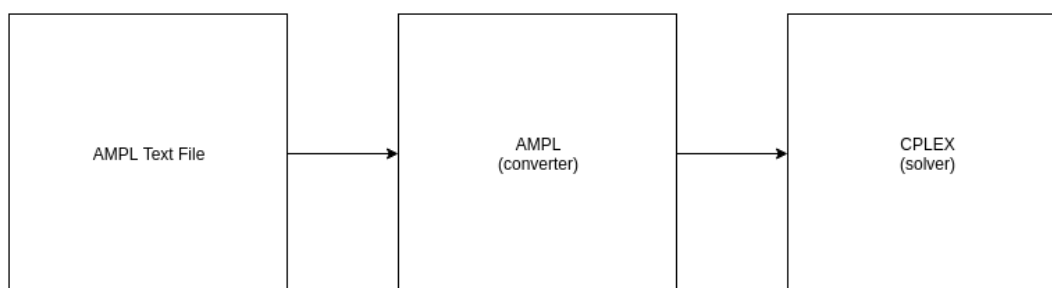 AMPL Text File
AMPL
(converter)
CPLEX
(solver)